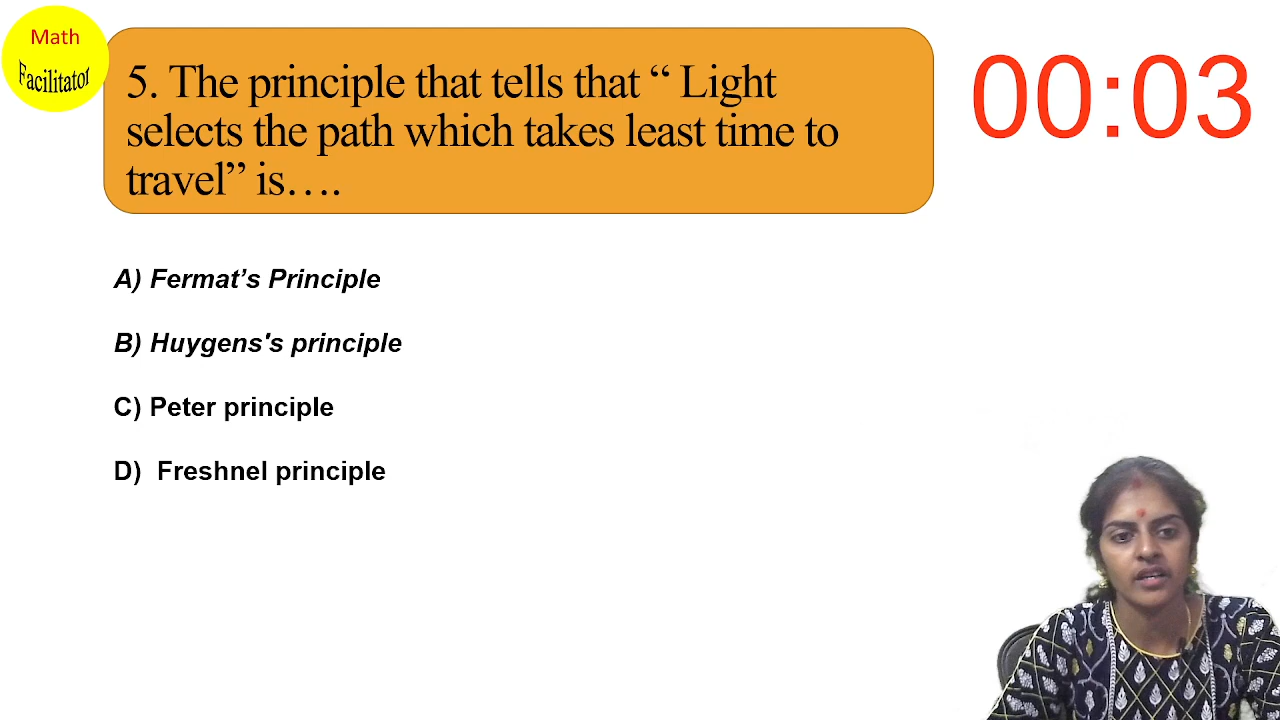 Math
Facilitator
5. The principle that tells that “ Light
selects the path which takes least time to
travel” is….
00:03
A) Fermat’s Principle
B) Huygens's principle
C) Peter principle
D)  Freshnel principle